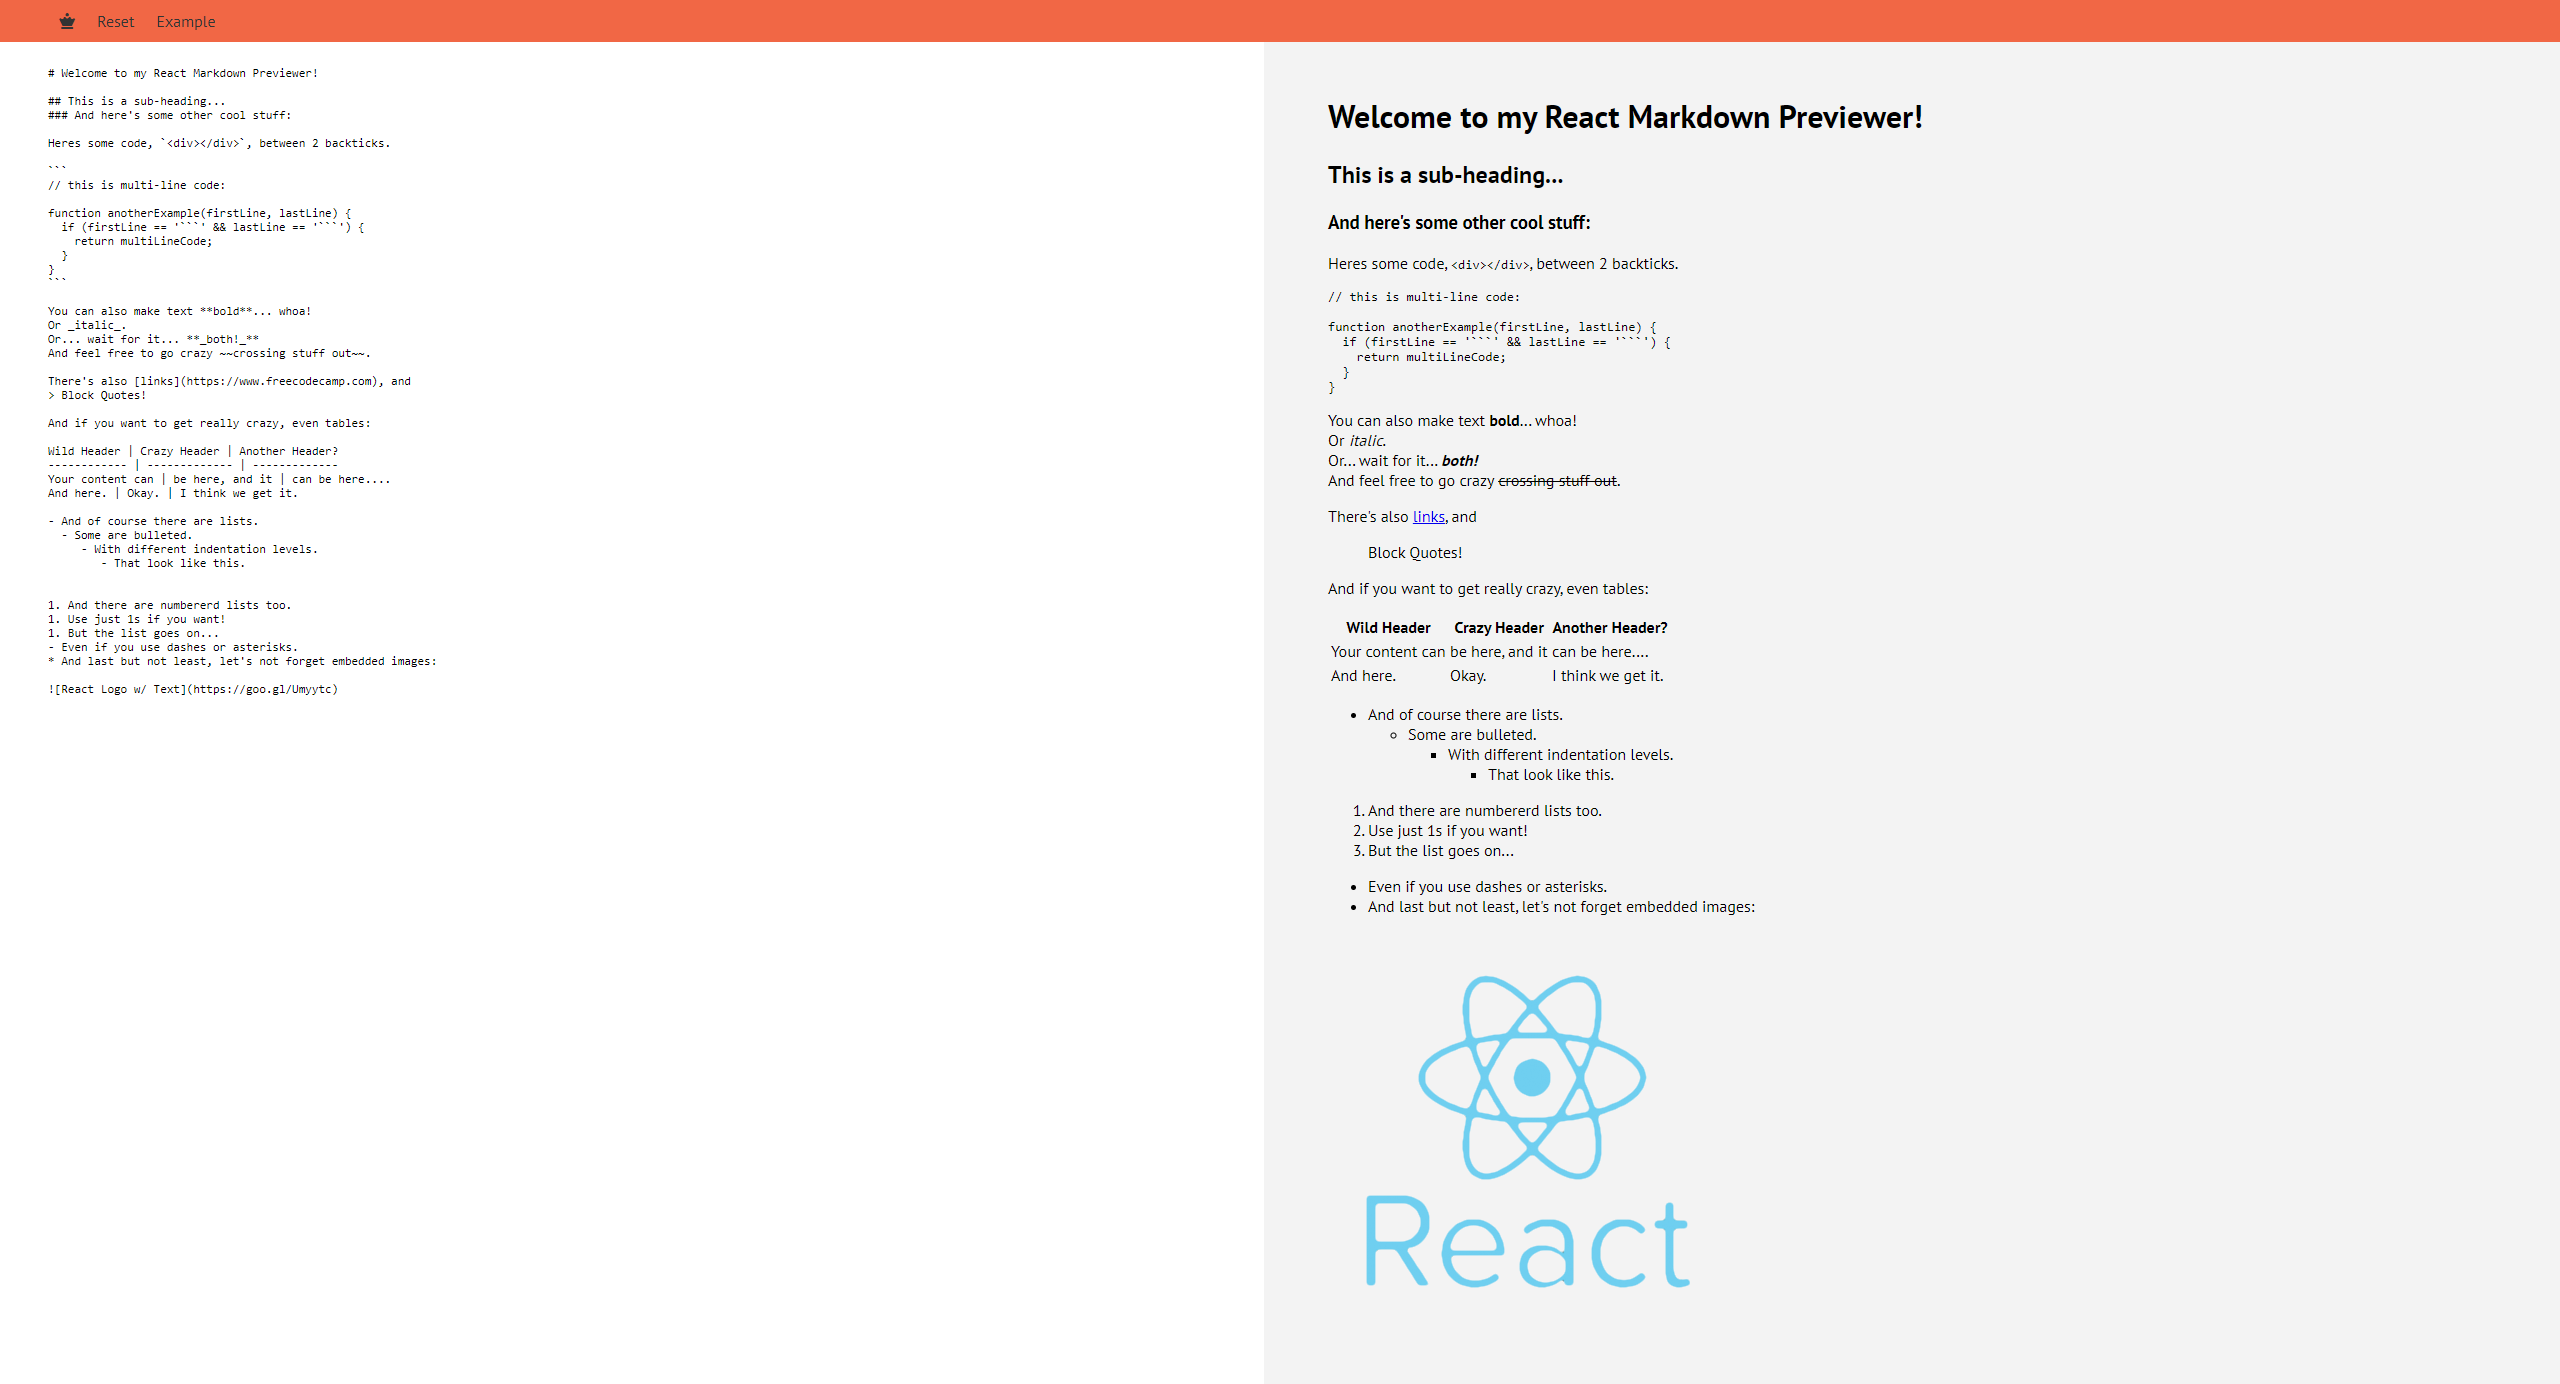 Reset Example
# Welcome to my React Markdown Previewer!
## This is a sub-heading...
### And here's some other cool stuff:
Heres some code, `<div></div>`, between 2 backticks.
```
// this is multi-line code:
function anotherExample(firstLine, lastLine) {
  if (firstLine == '```' && lastLine == '```') {
    return multiLineCode;
  }
}
```
You can also make text **bold**... whoa!
Or _italic_.
Or... wait for it... **_both!_**
And feel free to go crazy ~~crossing stuff out~~.
There's also [links](https://www.freecodecamp.com), and
> Block Quotes!
And if you want to get really crazy, even tables:
Wild Header | Crazy Header | Another Header?
------------ | ------------- | -------------
Your content can | be here, and it | can be here....
And here. | Okay. | I think we get it.
- And of course there are lists.
  - Some are bulleted.
     - With different indentation levels.
        - That look like this.
1. And there are numbererd lists too.
1. Use just 1s if you want!
1. But the list goes on...
- Even if you use dashes or asterisks.
* And last but not least, let's not forget embedded images:
![React Logo w/ Text](https://goo.gl/Umyytc)
Welcome to my React Markdown Previewer!
This is a sub-heading...
And here's some other cool stuff:
Heres some code, <div></div>, between 2 backticks.
// this is multi-line code:
function anotherExample(firstLine, lastLine) {
  if (firstLine == '```' && lastLine == '```') {
    return multiLineCode;
  }
}
You can also make text bold... whoa!
Or italic.
Or... wait for it... both!
And feel free to go crazy crossing stuff out.
There's also links, and
Block Quotes!
And if you want to get really crazy, even tables:
Wild Header Crazy Header Another Header?
Your content can be here, and it can be here....
And here. Okay. I think we get it.
• And of course there are lists.
◦ Some are bulleted.
▪ With different indentation levels.
▪ That look like this.
1. And there are numbererd lists too.
2. Use just 1s if you want!
3. But the list goes on...
• Even if you use dashes or asterisks.
• And last but not least, let's not forget embedded images:
React